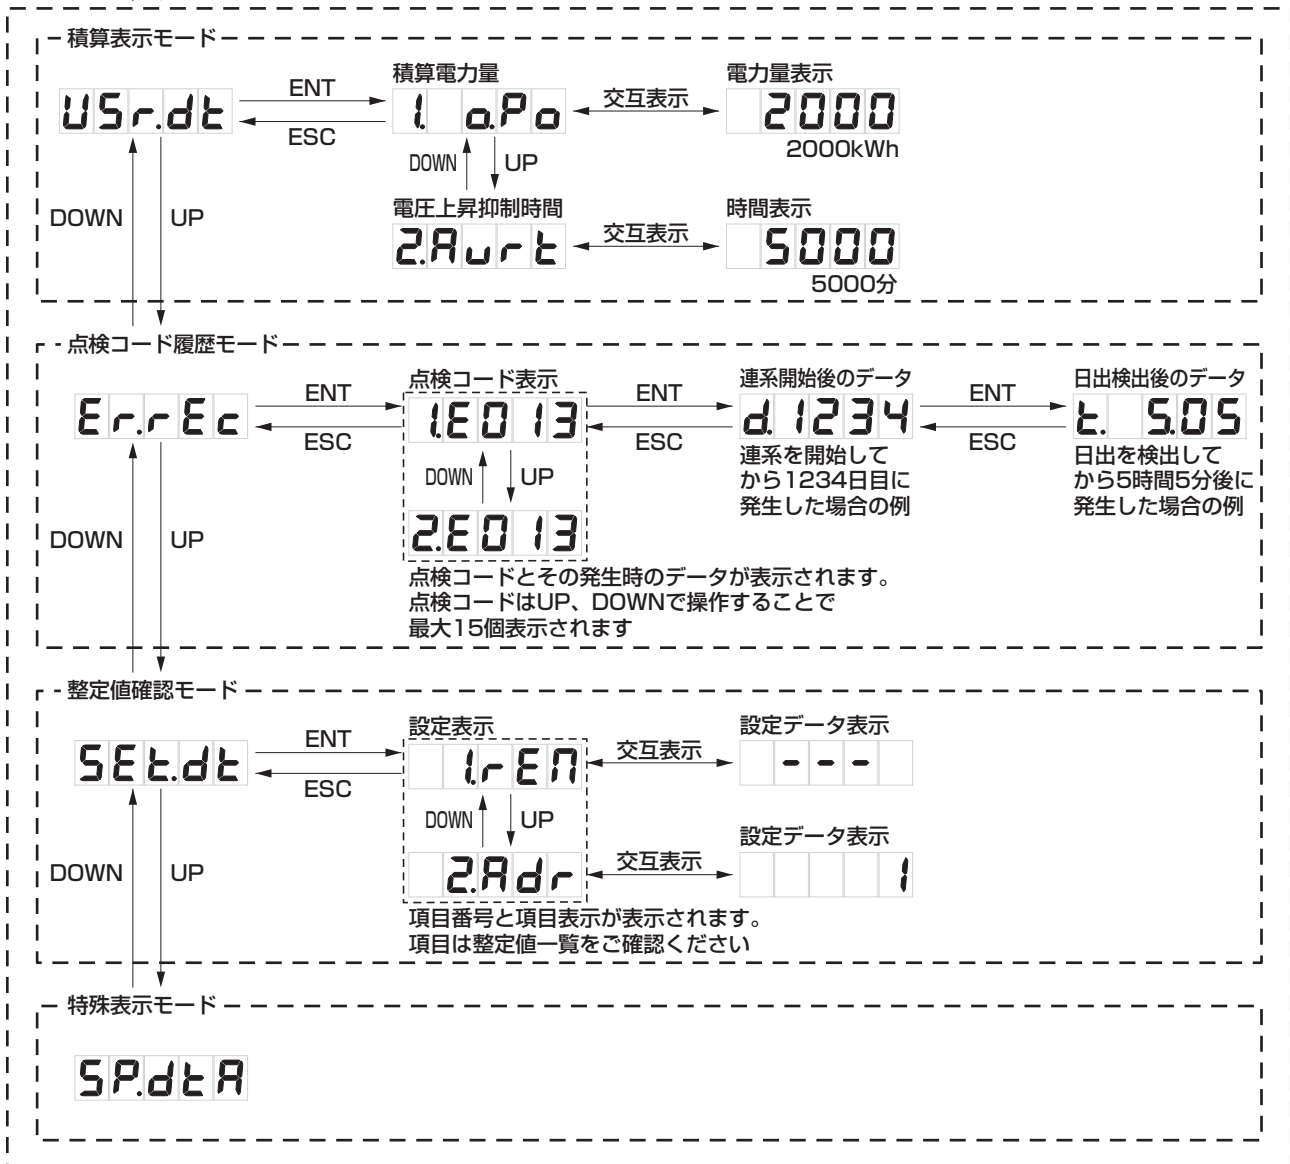 積算表示モード
積算電力量
電力量表示
USr.dt
ENT
ESC
1. o.Po
交互表示
2000
2000kWh
DOWN
UP
DOWN
UP
電圧上昇抑制時間
時間表示
2.Aurt
交互表示
5000
5000分
点検コード履歴モード
点検コード表示
連系開始後のデータ
日出検出後のデータ
Er.rEc
ENT
ESC
1.E013
ENT
ESC
d.1234
ENT
ESC
t. 5.05
連系を開始して
から1234日目に
発生した場合の例
日出を検出して
から5時間5分後に
発生した場合の例
DOWN
UP
2.E013
DOWN
UP
点検コードとその発生時のデータが表示されます。
点検コードはUP、DOWNで操作することで
最大15個表示されます
整定値確認モード
設定表示
設定データ表示
SEt.dt
ENT
ESC
1.rEM
交互表示
---
DOWN
UP
設定データ表示
DOWN
UP
2.Adr
交互表示
1
項目番号と項目表示が表示されます。
項目は整定値一覧をご確認ください
特殊表示モード
SP.dtA